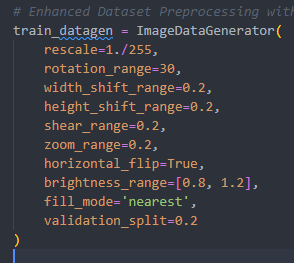 # Enhanced Dataset Preprocessing with
train_datagen = ImageDataGenerator(
    rescale=1./255,
    rotation_range=30,
    width_shift_range=0.2,
    height_shift_range=0.2,
    shear_range=0.2,
    zoom_range=0.2,
    horizontal_flip=True,
    brightness_range=[0.8, 1.2],
    fill_mode='nearest',
    validation_split=0.2
)